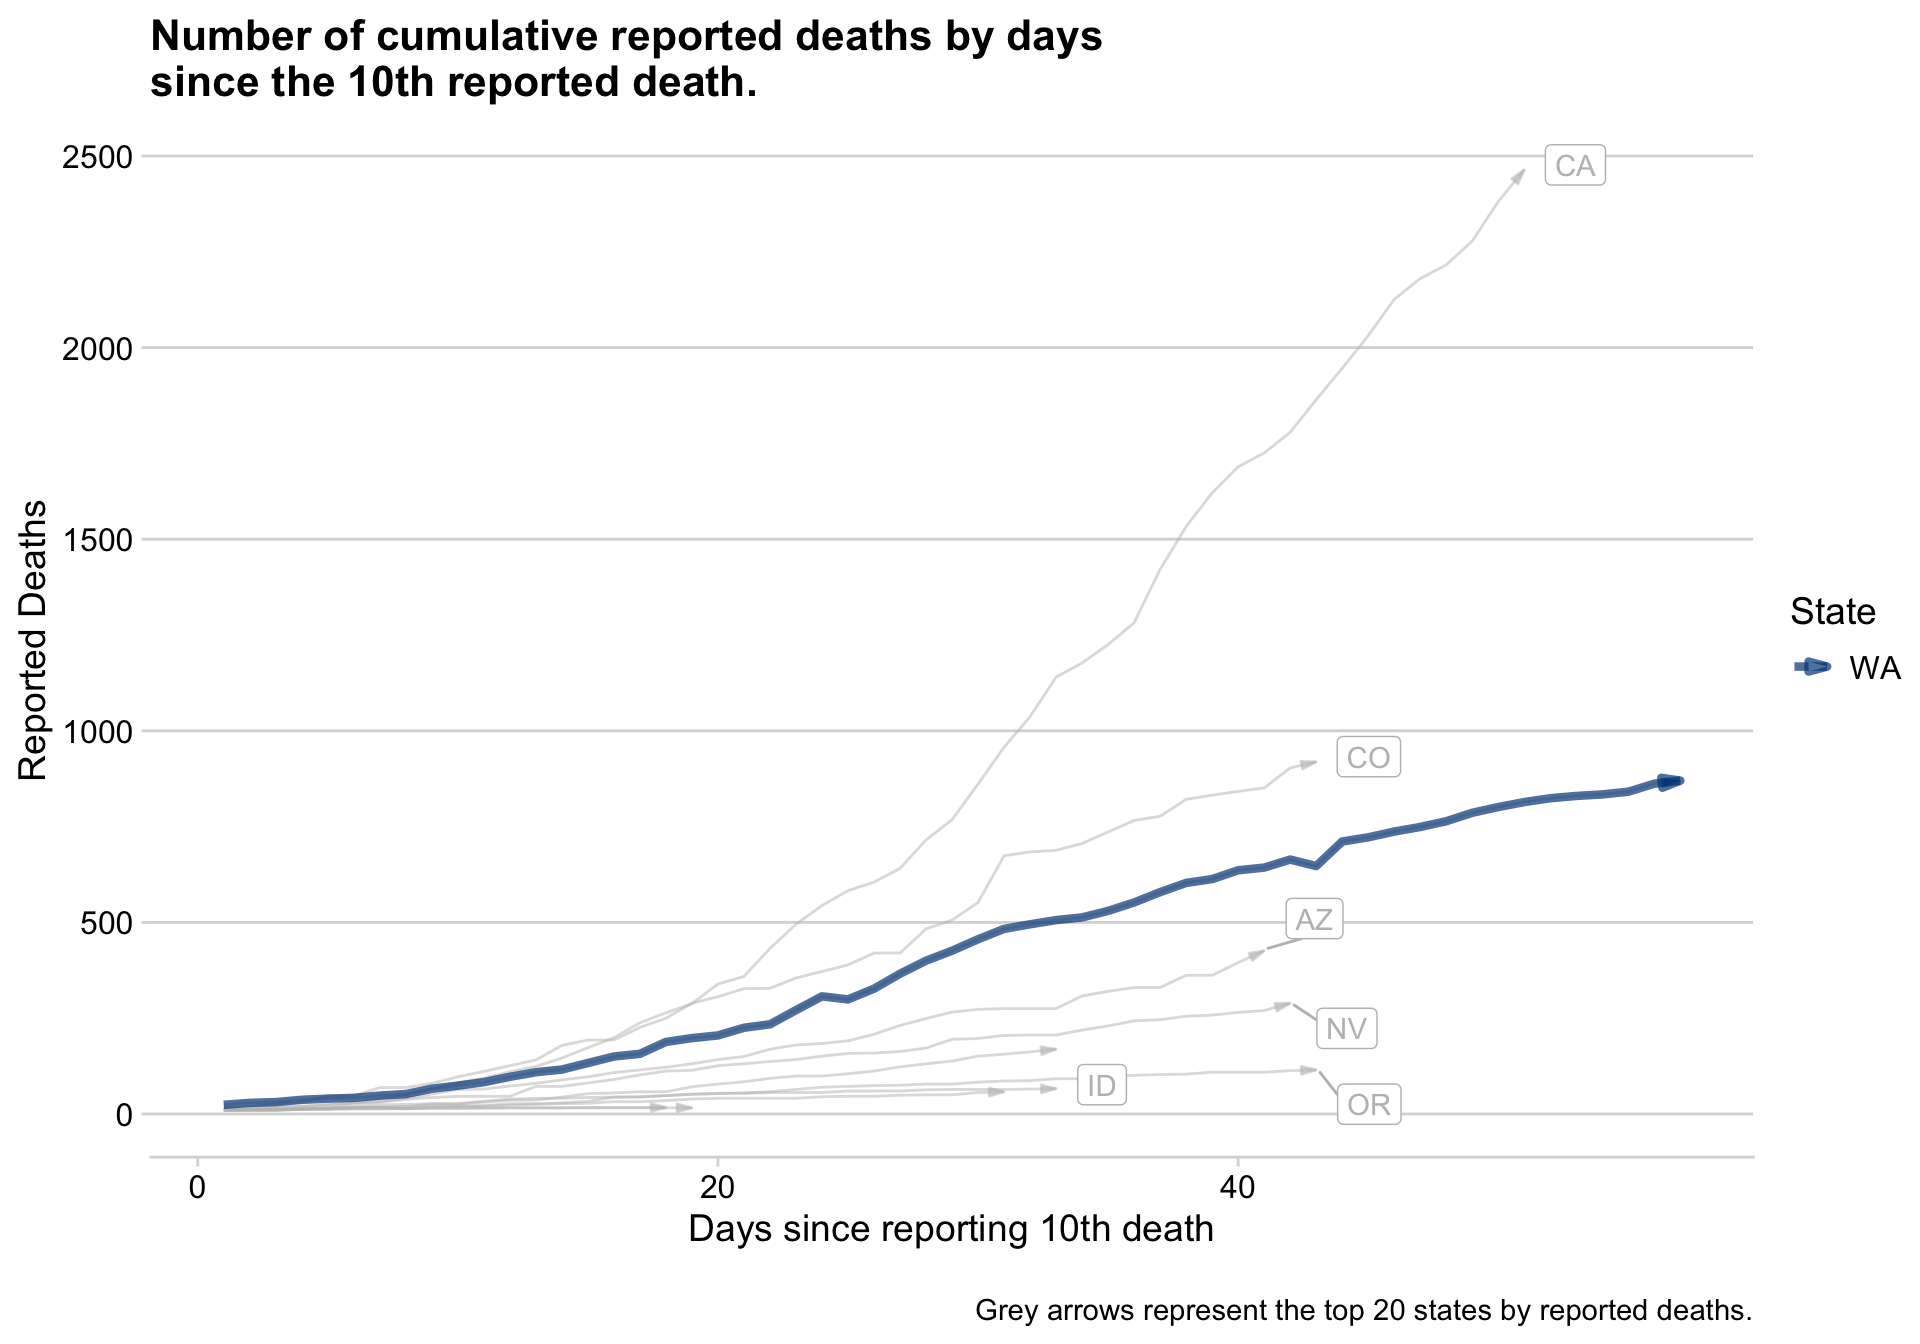 Number of cumulative reported deaths by days
since the 10th reported death.
2500
2000
1500
1000
500
0
Reported Deaths
CA
CO
AZ
NV
ID
OR
State
WA
0
20
40
Days since reporting 10th death
Grey arrows represent the top 20 states by reported deaths.